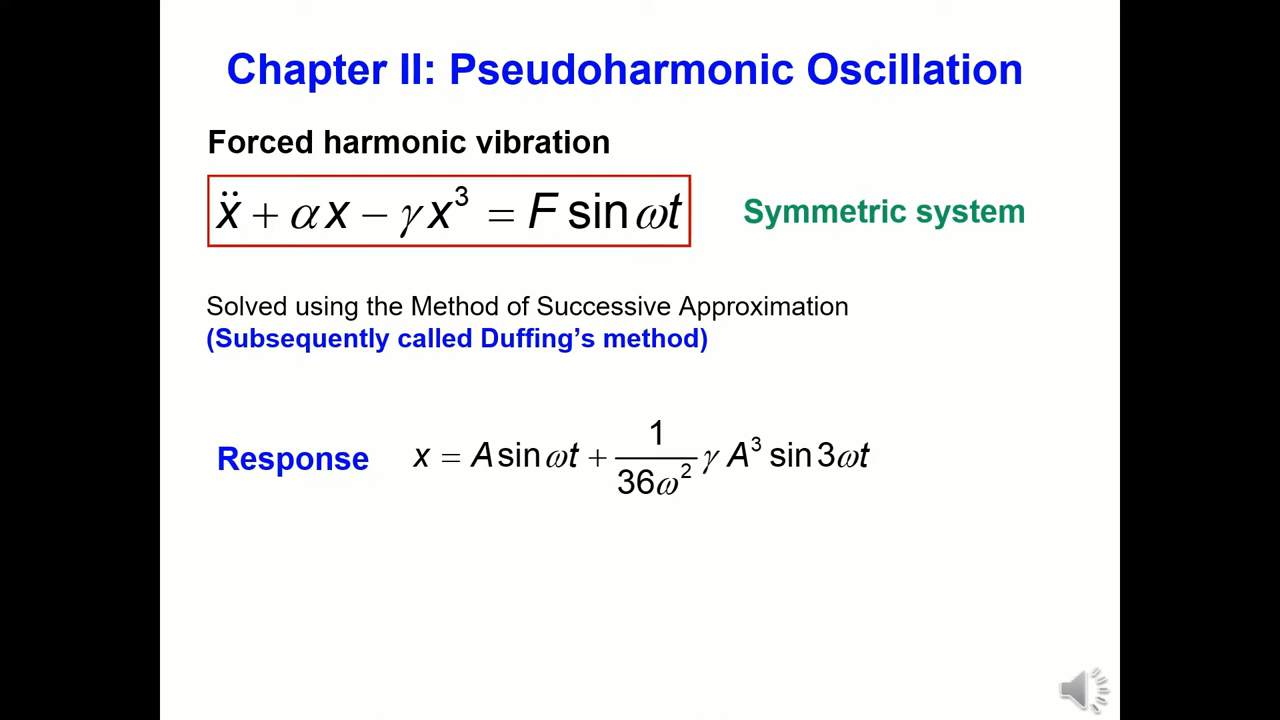 Chapter II: Pseudoharmonic Oscillation
Forced harmonic vibration
ẍ + αx − γx³ = F sin ωt
Symmetric system
Solved using the Method of Successive Approximation
(Subsequently called Duffing’s method)
Response x = A sin ωt + 1/(36ω²) γ A³ sin 3ωt